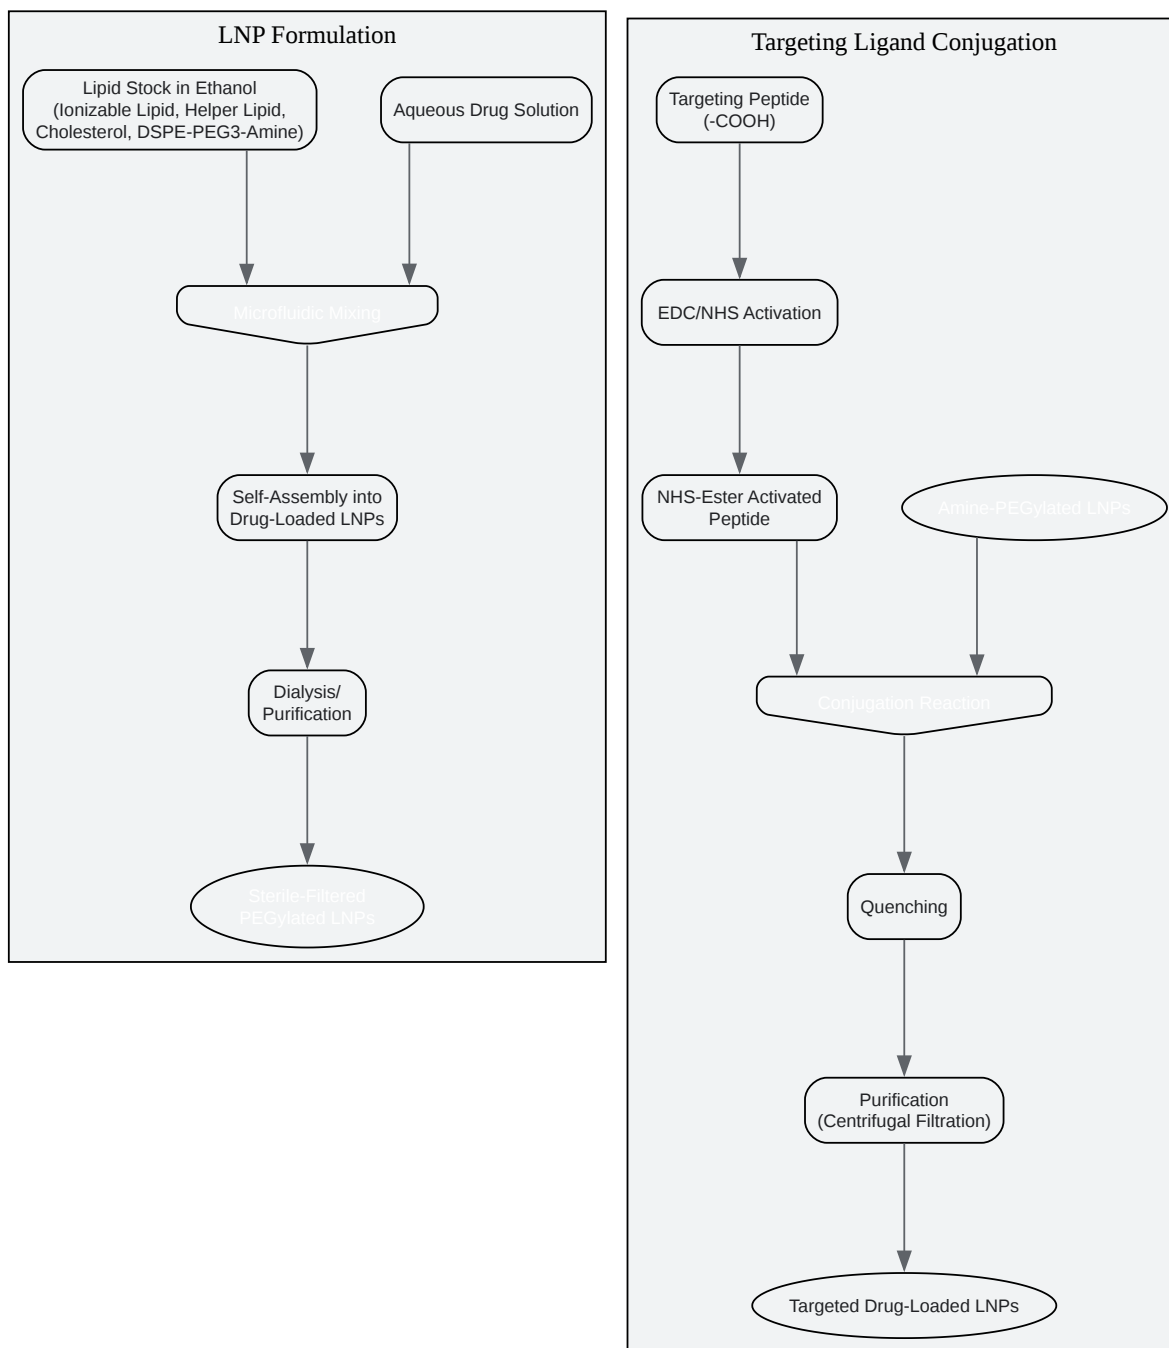 LNP Formulation
Lipid Stock in Ethanol
(Ionizable Lipid, Helper Lipid,
Cholesterol, DSPE-PEG3-Amine)
Aqueous Drug Solution
Microfluidic Mixing
Self-Assembly into
Drug-Loaded LNPs
Dialysis/
Purification
Sterile-Filtered
PEGylated LNPs
Targeting Ligand Conjugation
Targeting Peptide
(-COOH)
EDC/NHS Activation
NHS-Ester Activated
Peptide
Amine-PEGylated LNPs
Conjugation Reaction
Quenching
Purification
(Centrifugal Filtration)
Targeted Drug-Loaded LNPs